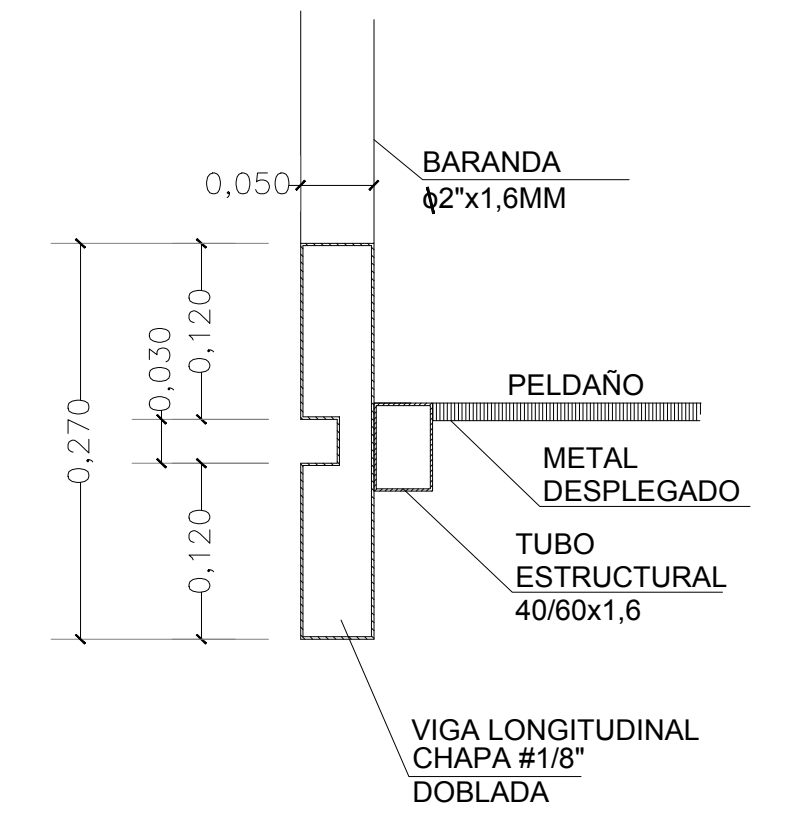 BARANDA
0,050
ϕ2"x1,6MM
0,120
0,030
0,270
PELDAÑO
METAL
DESPLEGADO
0,120
TUBO
ESTRUCTURAL
40/60x1,6
VIGA LONGITUDINAL
CHAPA #1/8"
DOBLADA